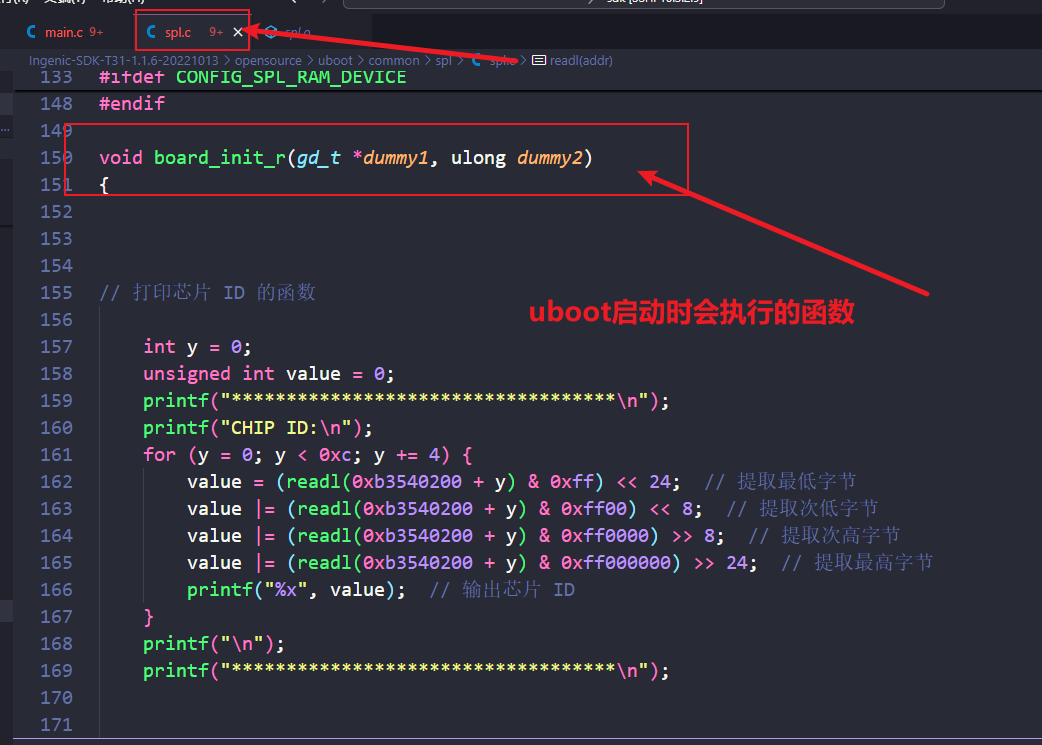 main.c 9+
spl.c 9+ ×
Ingenic-SDK-T31-1.1.6-20221013 > opensource > uboot > common > spl > > readl(addr)
133 #ifdef CONFIG_SPL_RAM_DEVICE
148 #endif
149
150 void board_init_r(gd_t *dummy1, ulong dummy2)
151 {
152
153
154
155 // 打印芯片 ID 的函数
uboot启动时会执行的函数
156
157 int y = 0;
158 unsigned int value = 0;
159 printf("***********************************\n");
160 printf("CHIP ID:\n");
161 for (y = 0; y < 0xc; y += 4) {
162 value = (readl(0xb3540200 + y) & 0xff) << 24; // 提取最低字节
163 value |= (readl(0xb3540200 + y) & 0xff00) << 8; // 提取次低字节
164 value |= (readl(0xb3540200 + y) & 0xff0000) >> 8; // 提取次高字节
165 value |= (readl(0xb3540200 + y) & 0xff000000) >> 24; // 提取最高字节
166 printf("%x", value); // 输出芯片 ID
167 }
168 printf("\n");
169 printf("***********************************\n");
170
171